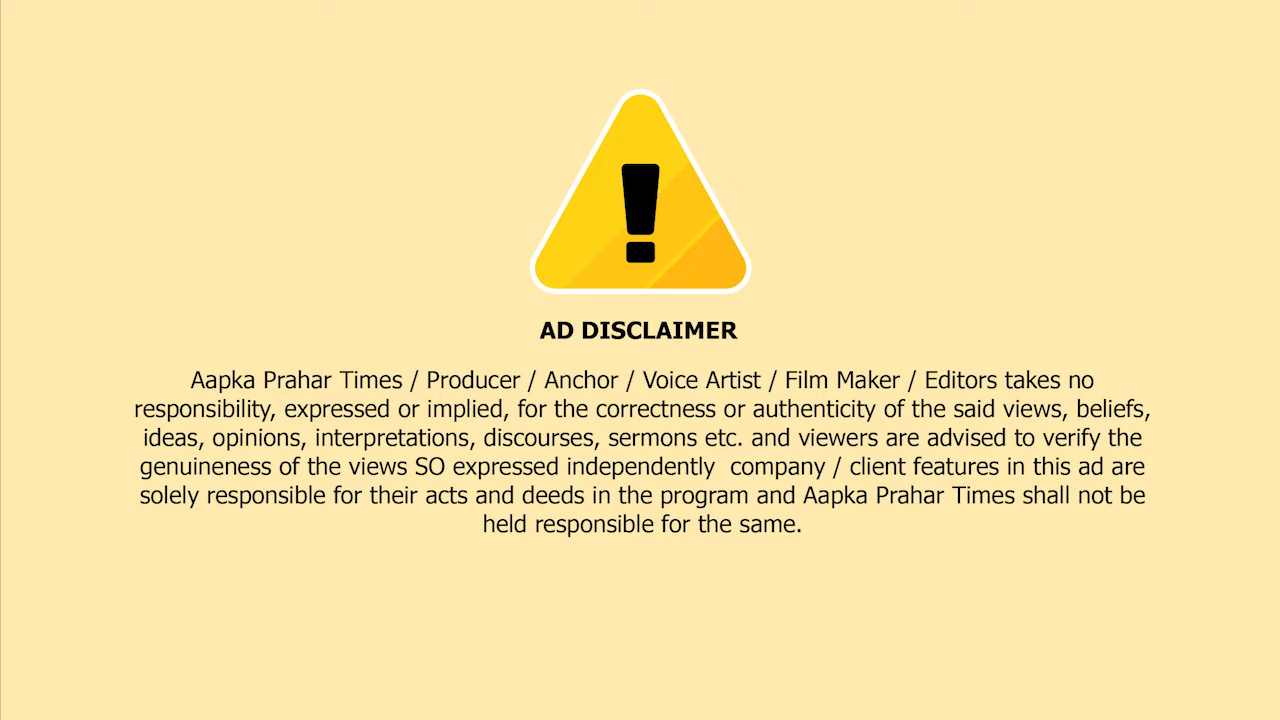 AD DISCLAIMER
Aapka Prahar Times / Producer / Anchor / Voice Artist / Film Maker / Editors takes no
responsibility, expressed or implied, for the correctness or authenticity of the said views, beliefs,
ideas, opinions, interpretations, discourses, sermons etc. and viewers are advised to verify the
genuineness of the views SO expressed independently  company / client features in this ad are
solely responsible for their acts and deeds in the program and Aapka Prahar Times shall not be
held responsible for the same.